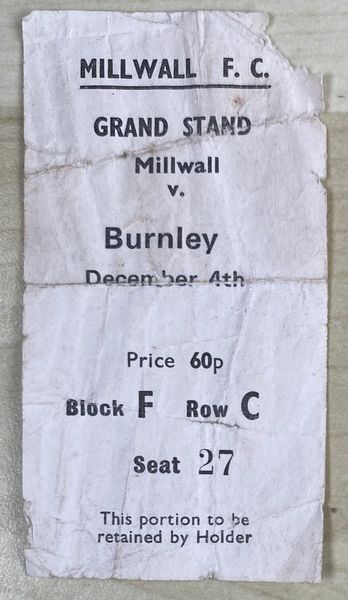 MILLWALL F. C.
GRAND STAND
Millwall
v.
Burnley
December 4th
Price 60p
Block F Row C
Seat 27
This portion to be
retained by Holder